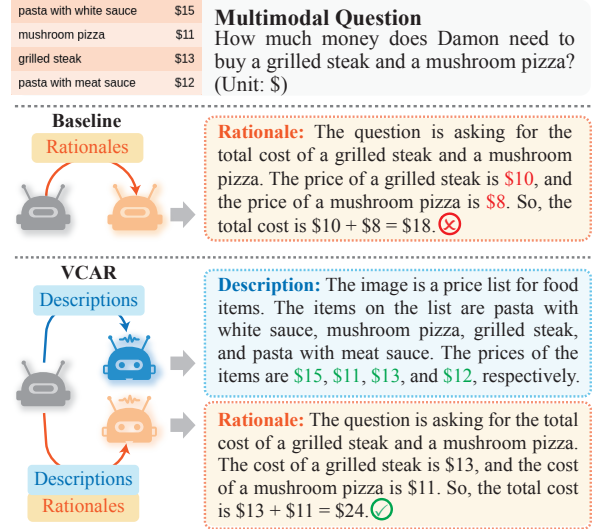 pasta with white sauce $15
mushroom pizza $11
grilled steak $13
pasta with meat sauce $12
Multimodal Question
How much money does Damon need to
buy a grilled steak and a mushroom pizza?
(Unit: $)
Baseline
Rationales
Rationale: The question is asking for the
total cost of a grilled steak and a mushroom
pizza. The price of a grilled steak is $10, and
the price of a mushroom pizza is $8. So, the
total cost is $10 + $8 = $18.
VCAR
Descriptions
Description: The image is a price list for food
items. The items on the list are pasta with
white sauce, mushroom pizza, grilled steak,
and pasta with meat sauce. The prices of the
items are $15, $11, $13, and $12, respectively.
Descriptions
Rationales
Rationale: The question is asking for the total
cost of a grilled steak and a mushroom pizza.
The cost of a grilled steak is $13, and the cost
of a mushroom pizza is $11. So, the total cost
is $13 + $11 = $24.